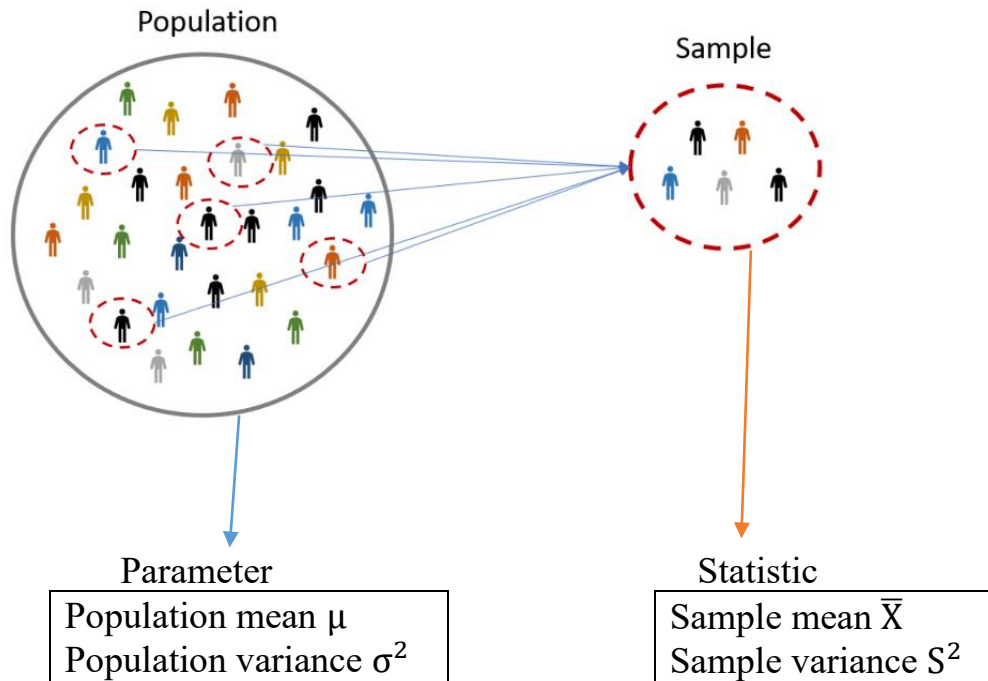 Population
Sample
Parameter
Population mean μ
Population variance σ²
Statistic
Sample mean X̅
Sample variance S²